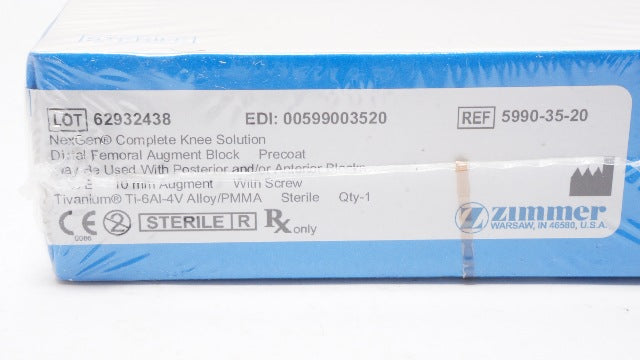 LOT 62932438 EDI: 00599003520 REF 5990-35-20
NexGen® Complete Knee Solution
Distal Femoral Augment Block Precoat
Be Used With Posterior and/or Anterior Blocks
10 mm Augment With Screw
Tivanium® Ti-6Al-4V Alloy/PMMA Sterile Qty-1
CE 0086 2 STERILE R Rx only
zimmer
WARSAW, IN 46580, U.S.A.